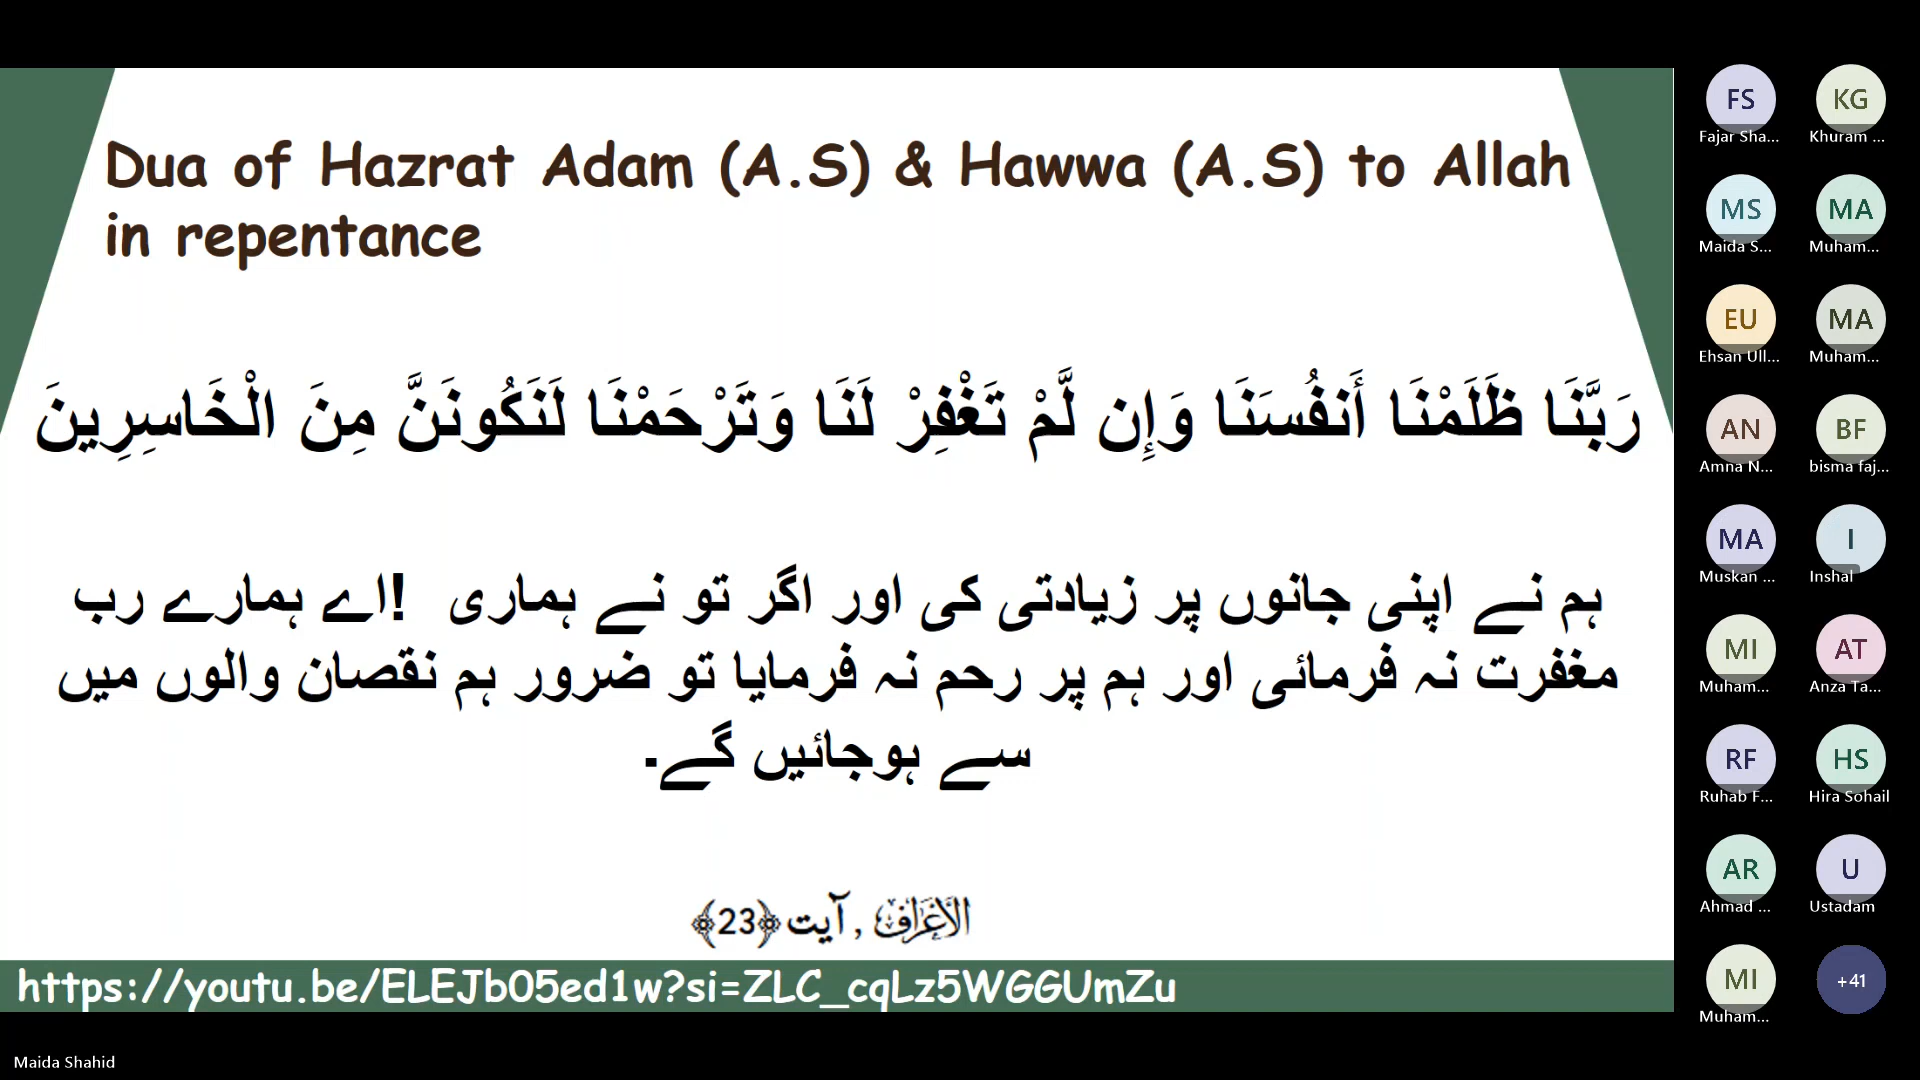 Dua of Hazrat Adam (A.S) & Hawwa (A.S) to Allah
in repentance
رَبَّنَا ظَلَمْنَا أَنفُسَنَا وَإِن لَّمْ تَغْفِرْ لَنَا وَتَرْحَمْنَا لَنَكُونَنَّ مِنَ الْخَاسِرِينَ
ہم نے اپنی جانوں پر زیادتی کی اور اگر تو نے ہماری !اے ہمارے رب
مغفرت نہ فرمائی اور ہم پر رحم نہ فرمایا تو ضرور ہم نقصان والوں میں
سے ہوجائیں گے۔
الأعراف , آیت ﴿23﴾
https://youtu.be/ELEJb05ed1w?si=ZLC_cqLz5WGGUmZu
Maida Shahid
FS
Fajar Sha...
KG
Khuram ...
MS
Maida S...
MA
Muham...
EU
Ehsan Ull...
MA
Muham...
AN
Amna N...
BF
bisma faj...
MA
Muskan ...
I
Inshal
MI
Muham...
AT
Anza Ta...
RF
Ruhab F...
HS
Hira Sohail
AR
Ahmad ...
U
Ustadam
MI
Muham...
+41